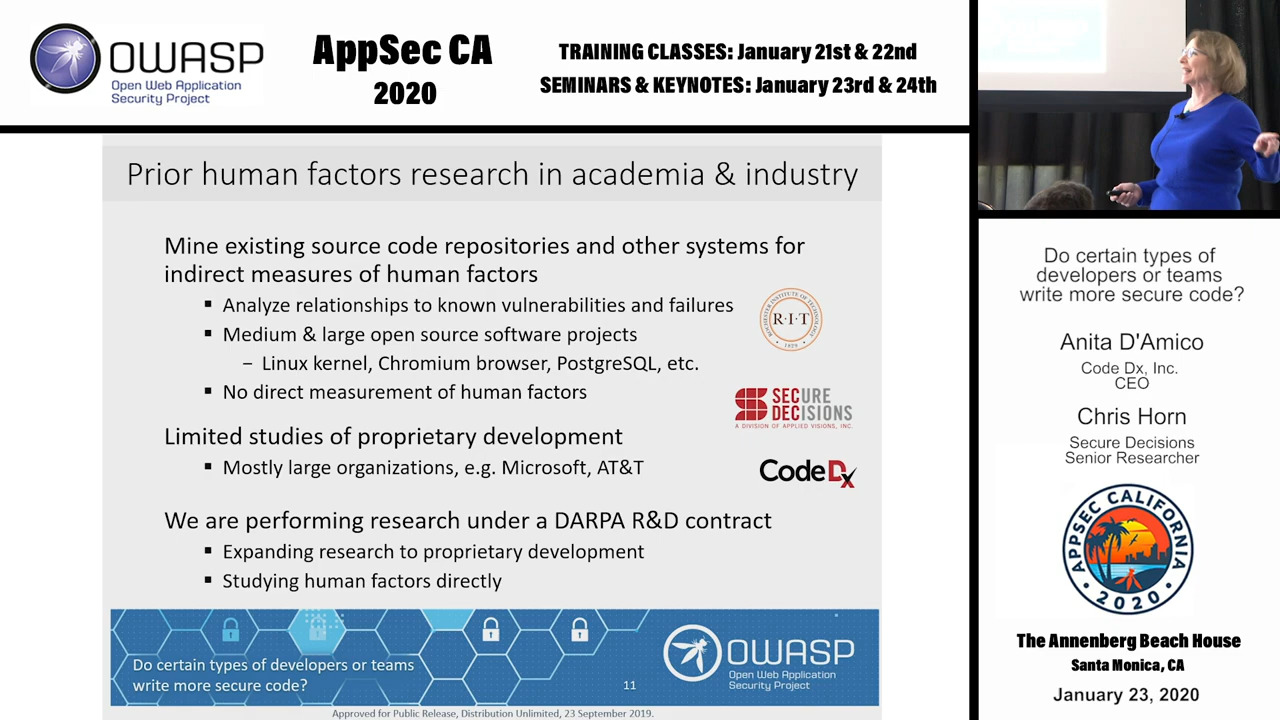 OWASP
Open Web Application
Security Project
AppSec CA
2020
TRAINING CLASSES: January 21st & 22nd
SEMINARS & KEYNOTES: January 23rd & 24th
Prior human factors research in academia & industry
Mine existing source code repositories and other systems for
indirect measures of human factors
▪ Analyze relationships to known vulnerabilities and failures
▪ Medium & large open source software projects
− Linux kernel, Chromium browser, PostgreSQL, etc.
▪ No direct measurement of human factors
ROCHESTER INSTITUTE OF TECHNOLOGY
R·I·T
1829
SECURE
DECISIONS
A DIVISION OF APPLIED VISIONS, INC.
Limited studies of proprietary development
▪ Mostly large organizations, e.g. Microsoft, AT&T
Code Dx
We are performing research under a DARPA R&D contract
▪ Expanding research to proprietary development
▪ Studying human factors directly
Do certain types of developers or teams
write more secure code?
11
OWASP
Open Web Application
Security Project
Approved for Public Release, Distribution Unlimited, 23 September 2019.
Do certain types of
developers or teams
write more secure code?
Anita D'Amico
Code Dx, Inc.
CEO
Chris Horn
Secure Decisions
Senior Researcher
APPSEC CALIFORNIA
2020
The Annenberg Beach House
Santa Monica, CA
January 23, 2020